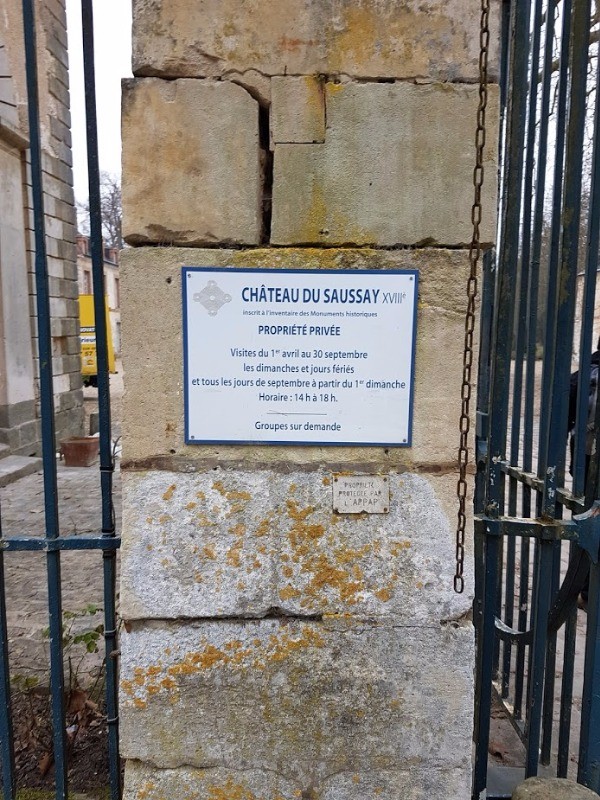 CHÂTEAU DU SAUSSAY XVIIIᵉ
inscrit à l'inventaire des Monuments historiques
PROPRIÉTÉ PRIVÉE
Visites du 1ᵉʳ avril au 30 septembre
les dimanches et jours fériés
et tous les jours de septembre à partir du 1ᵉʳ dimanche
Horaire : 14 h à 18 h.
Groupes sur demande
PROPRIÉTÉ
PROTÉGÉE PAR
L'APPAP